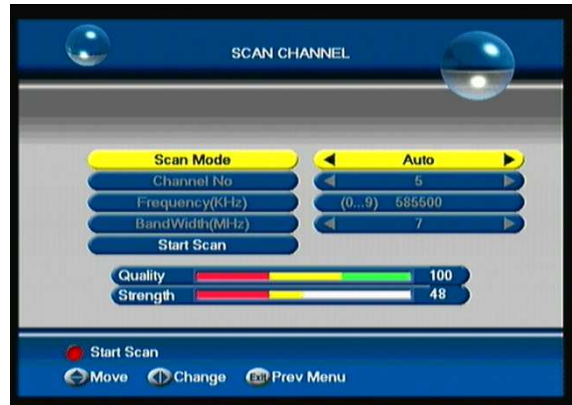 SCAN CHANNEL
Scan Mode Auto
Channel No 5
Frequency(KHz) (0...9) 585500
BandWidth(MHz) 7
Start Scan
Quality 100
Strength 48
Start Scan
Move Change Exit Prev Menu